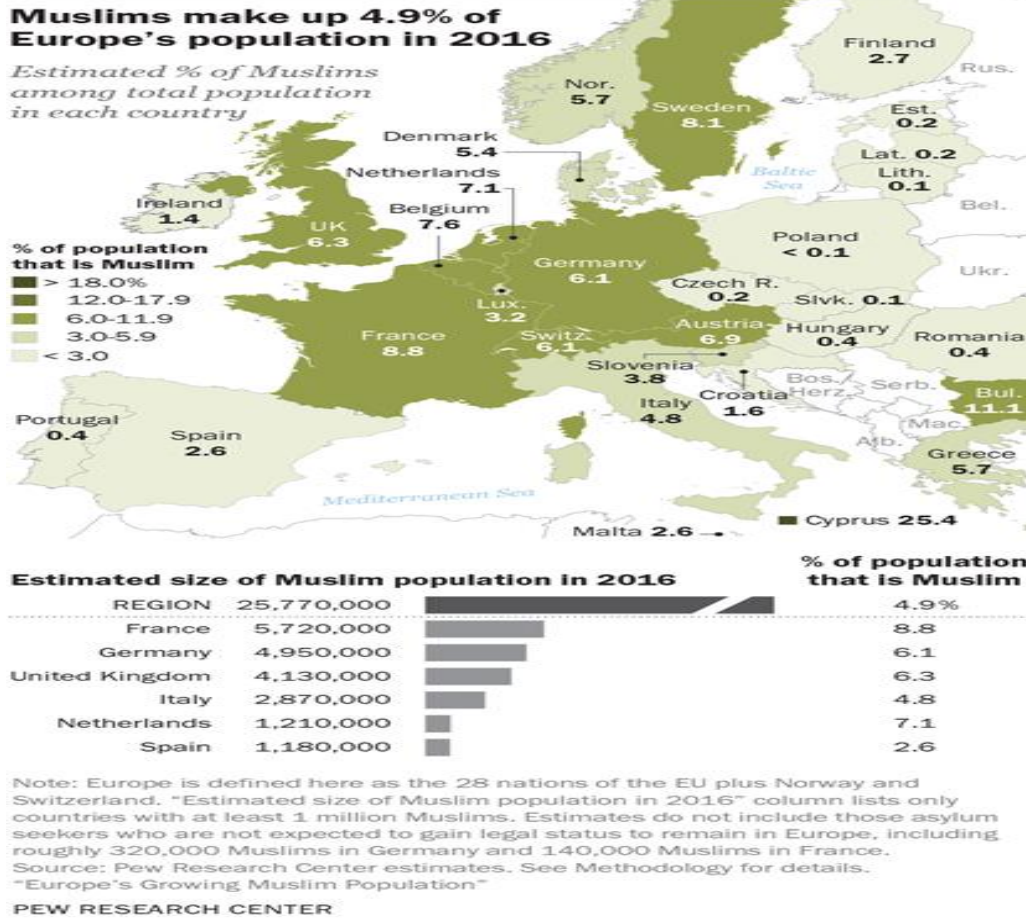 Muslims make up 4.9% of
Europe's population in 2016
Estimated % of Muslims
among total population
in each country
Finland
2.7
Rus.
Nor.
5.7
Sweden
8.1
Est.
0.2
Denmark
5.4
Lat. 0.2
Netherlands
7.1
Baltic
Sea
Lith.
0.1
Ireland
1.4
Belgium
7.6
Bel.
UK
6.3
Poland
< 0.1
% of population
that is Muslim
> 18.0%
12.0-17.9
6.0-11.9
3.0-5.9
< 3.0
Germany
6.1
Ukr.
Czech R.
0.2
Slvk. 0.1
Lux.
3.2
France
8.8
Switz.
6.1
Austria
6.9
Hungary
0.4
Romania
0.4
Slovenia
3.8
Croatia
1.6
Bos./
Herz.
Serb.
Italy
4.8
Bul.
11.1
Portugal
0.4
Spain
2.6
Mac.
Alb.
Greece
5.7
Mediterranean Sea
Malta 2.6
Cyprus 25.4
Estimated size of Muslim population in 2016
% of population
that is Muslim
REGION 25,770,000 4.9%
France 5,720,000 8.8
Germany 4,950,000 6.1
United Kingdom 4,130,000 6.3
Italy 2,870,000 4.8
Netherlands 1,210,000 7.1
Spain 1,180,000 2.6
Note: Europe is defined here as the 28 nations of the EU plus Norway and
Switzerland. "Estimated size of Muslim population in 2016" column lists only
countries with at least 1 million Muslims. Estimates do not include those asylum
seekers who are not expected to gain legal status to remain in Europe, including
roughly 320,000 Muslims in Germany and 140,000 Muslims in France.
Source: Pew Research Center estimates. See Methodology for details.
"Europe's Growing Muslim Population"
PEW RESEARCH CENTER